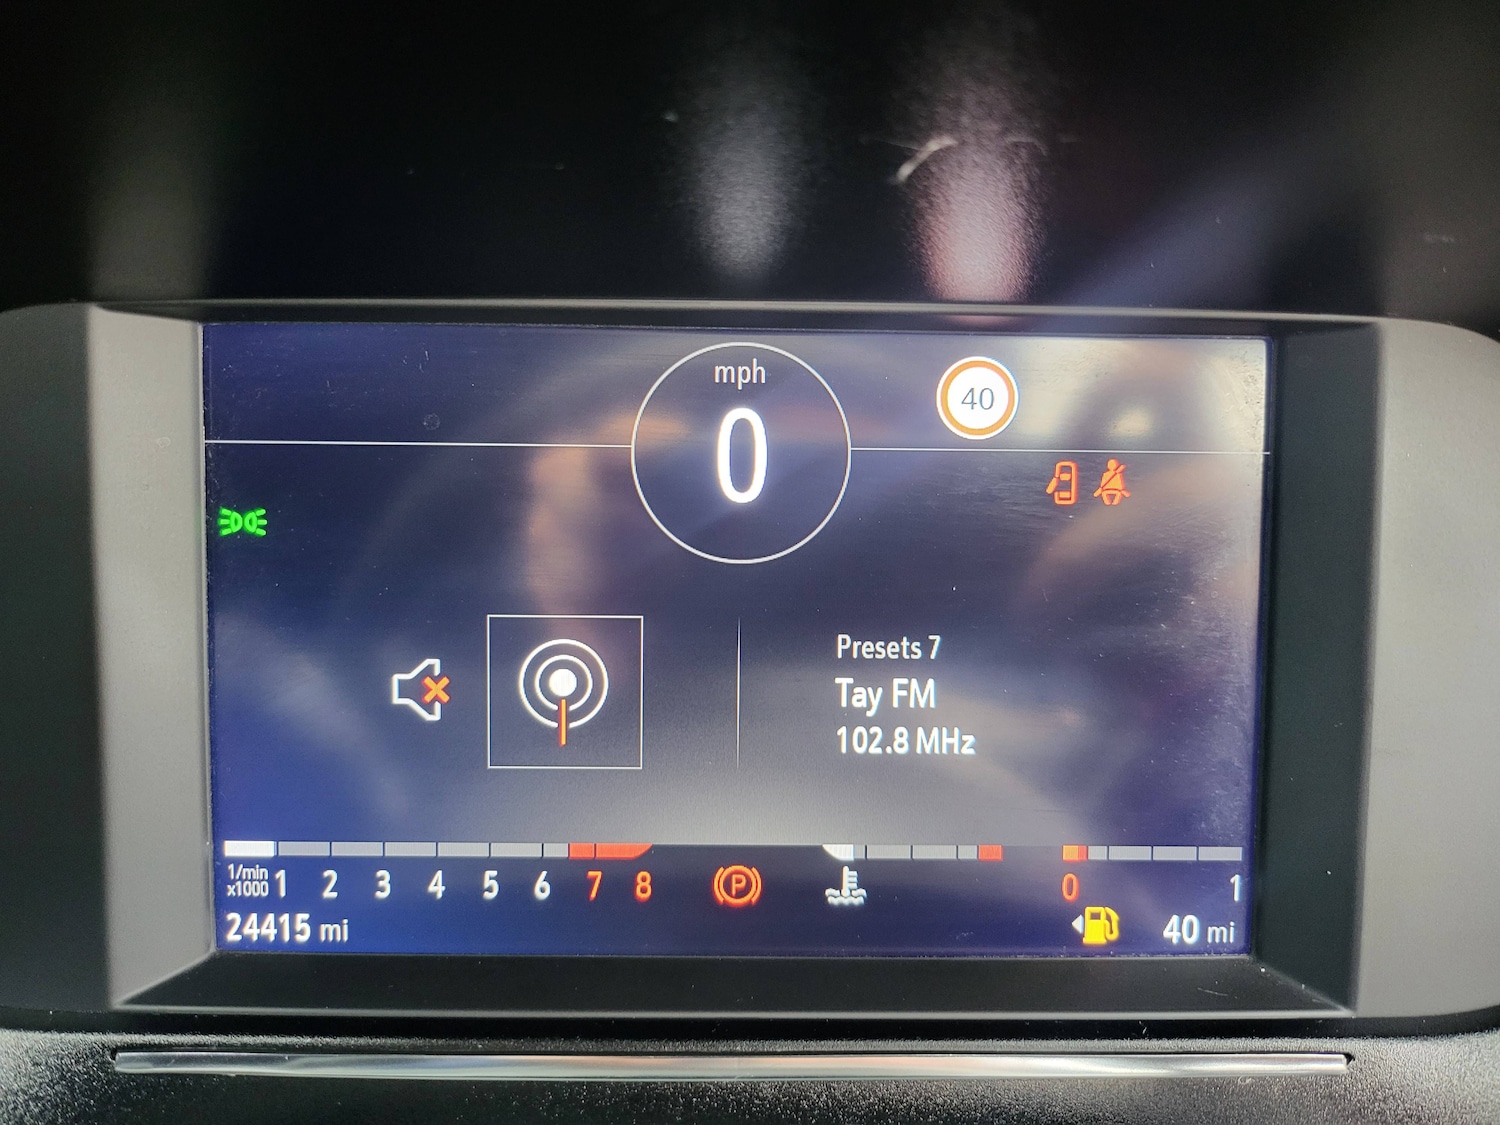 mph
0
40
Presets 7
Tay FM
102.8 MHz
1/min
x1000 1 2 3 4 5 6 7 8
P
0 1
24415 mi
40 mi